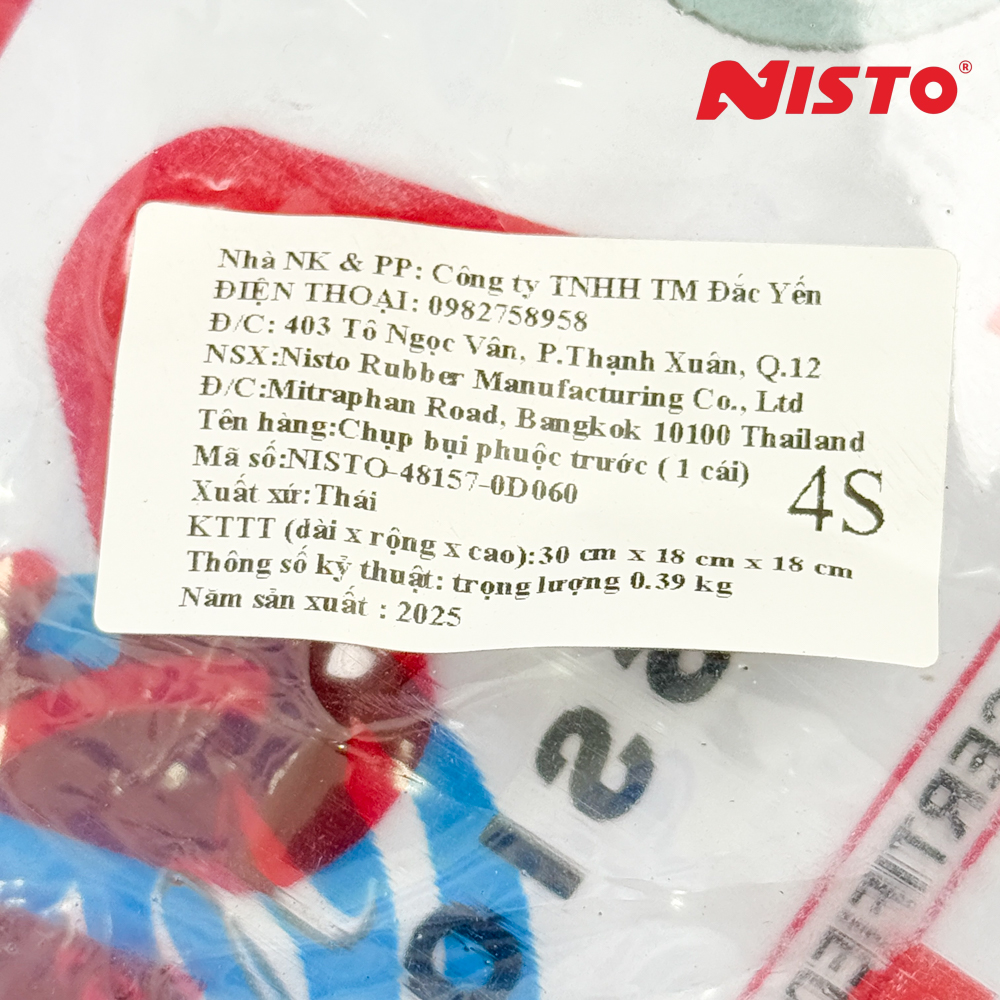 NISTO®
Nhà NK & PP: Công ty TNHH TM Đắc Yến
ĐIỆN THOẠI: 0982758958
Đ/C: 403 Tô Ngọc Vân, P.Thạnh Xuân, Q.12
NSX:Nisto Rubber Manufacturing Co., Ltd
Đ/C:Mitraphan Road, Bangkok 10100 Thailand
Tên hàng:Chụp bụi phuộc trước ( 1 cái)
Mã số:NISTO-48157-0D060
4S
Xuất xứ:Thái
KTTT (dài x rộng x cao):30 cm x 18 cm x 18 cm
Thông số kỷ thuật: trọng lượng 0.39 kg
Năm sản xuất : 2025